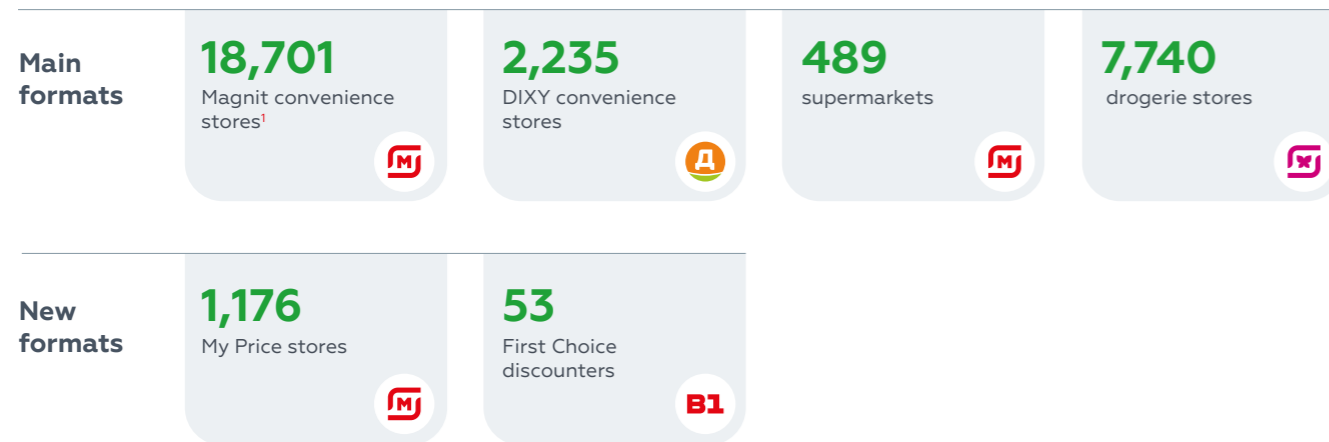 Main
formats
18,701
Magnit convenience
stores¹
M
2,235
DIXY convenience
stores
Д
489
supermarkets
M
7,740
drogerie stores
New
formats
1,176
My Price stores
M
53
First Choice
discounters
B1